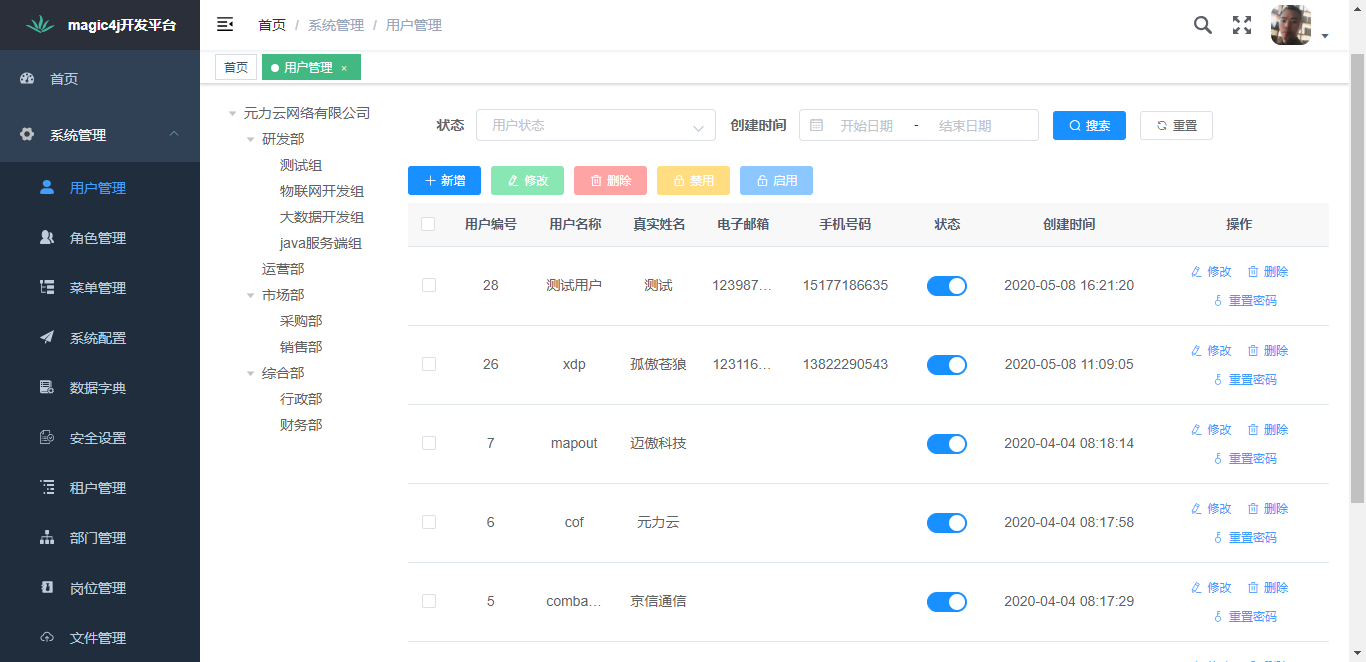 magic4j开发平台
首页
系统管理
用户管理
角色管理
菜单管理
系统配置
数据字典
安全设置
租户管理
部门管理
岗位管理
文件管理
首页 / 系统管理 / 用户管理
首页 用户管理 ×
元力云网络有限公司
研发部
测试组
物联网开发组
大数据开发组
java服务端组
运营部
市场部
采购部
销售部
综合部
行政部
财务部
状态 用户状态 创建时间 开始日期 - 结束日期 搜索 重置
新增 修改 删除 禁用 启用
用户编号 用户名称 真实姓名 电子邮箱 手机号码 状态 创建时间 操作
28 测试用户 测试 123987... 15177186635 2020-05-08 16:21:20 修改 删除
重置密码
26 xdp 孤傲苍狼 123116... 13822290543 2020-05-08 11:09:05 修改 删除
重置密码
7 mapout 迈傲科技 2020-04-04 08:18:14 修改 删除
重置密码
6 cof 元力云 2020-04-04 08:17:58 修改 删除
重置密码
5 comba... 京信通信 2020-04-04 08:17:29 修改 删除
重置密码